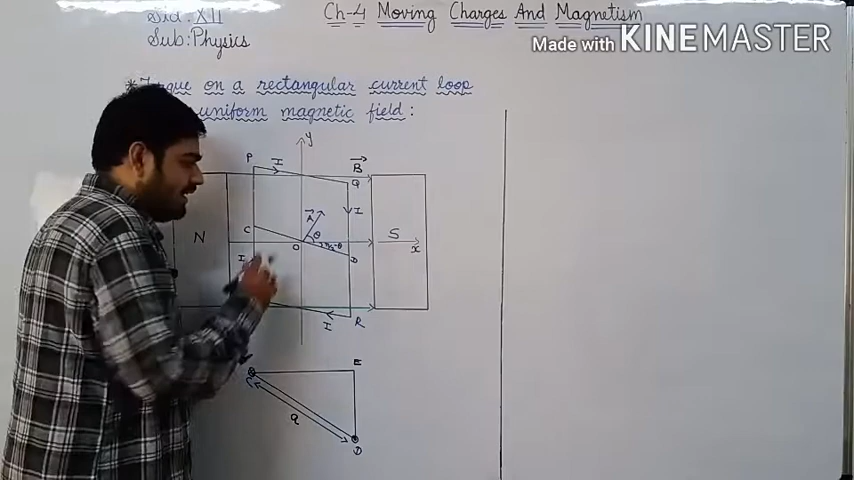 Std. XII
Ch-4 Moving Charges And Magnetism
Sub: Physics
Made with KINEMASTER
* Torque on a rectangular current loop
uniform magnetic field :
y
P
I
B
Q
I
A
C
θ
N
O
π/2-θ
S
D
x
I
I
R
E
C
a
D